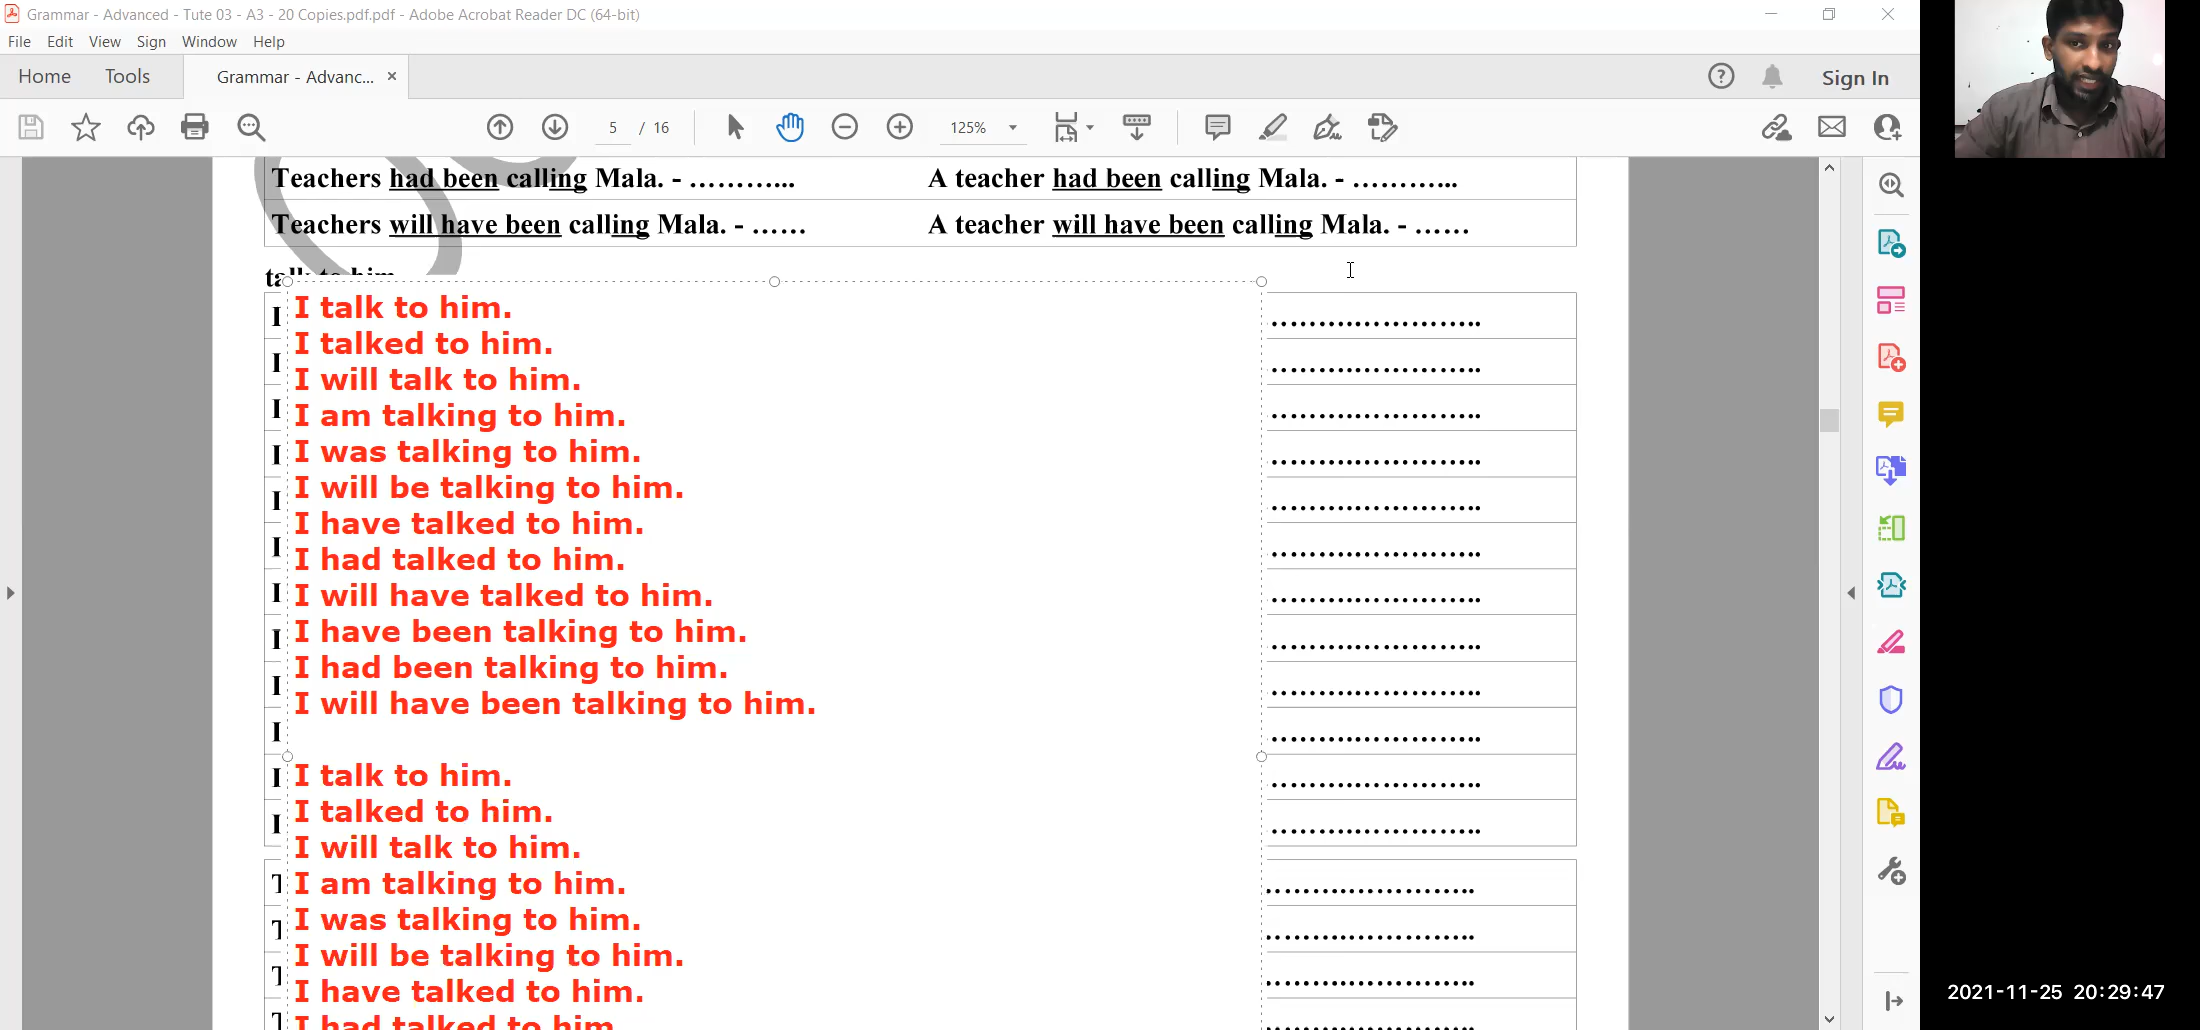 Grammar - Advanced - Tute 03 - A3 - 20 Copies.pdf.pdf - Adobe Acrobat Reader DC (64-bit)
File Edit View Sign Window Help
Home Tools Grammar - Advanc... × Sign In
5 / 16 125%
Teachers had been calling Mala. - ………... A teacher had been calling Mala. - ………...
Teachers will have been calling Mala. - …… A teacher will have been calling Mala. - ……
talk to him
I I talk to him. …………………..
I I talked to him. …………………..
I I will talk to him. …………………..
I I am talking to him. …………………..
I I was talking to him. …………………..
I I will be talking to him. …………………..
I I have talked to him. …………………..
I I had talked to him. …………………..
I I will have talked to him. …………………..
I I have been talking to him. …………………..
I I had been talking to him. …………………..
I I will have been talking to him. …………………..
I talk to him.
I talked to him.
I will talk to him.
I am talking to him. …………………..
I was talking to him. …………………..
I will be talking to him. …………………..
I have talked to him. …………………..
I had talked to him.
2021-11-25 20:29:47